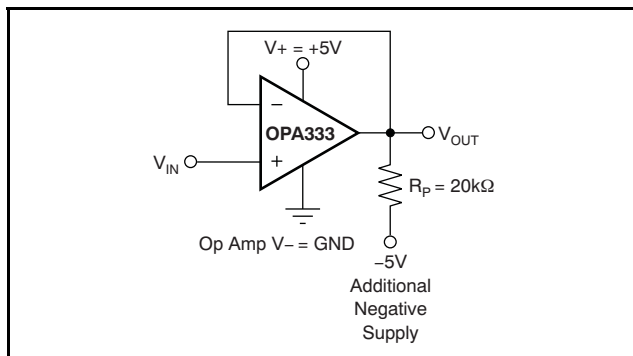 V+ = +5V
−
OPA333
V_OUT
V_IN
+
R_P = 20kΩ
Op Amp V− = GND
−5V
Additional
Negative
Supply